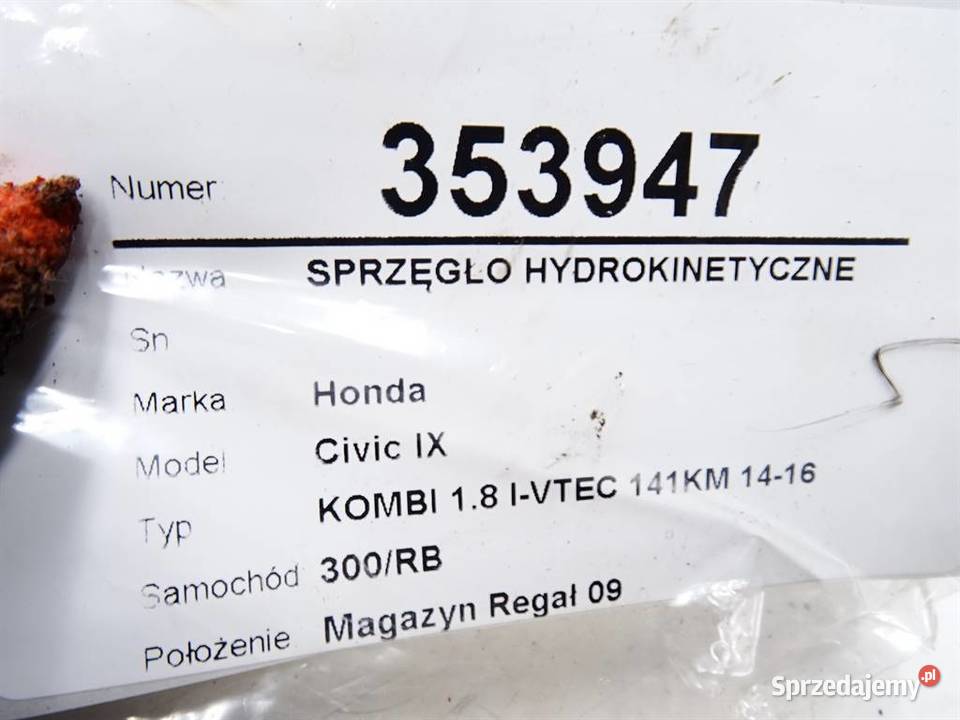 Numer 353947
Nazwa SPRZĘGŁO HYDROKINETYCZNE
Sn
Marka Honda
Model Civic IX
Typ KOMBI 1.8 I-VTEC 141KM 14-16
Samochód 300/RB
Położenie Magazyn Regał 09
Sprzedajemy.pl